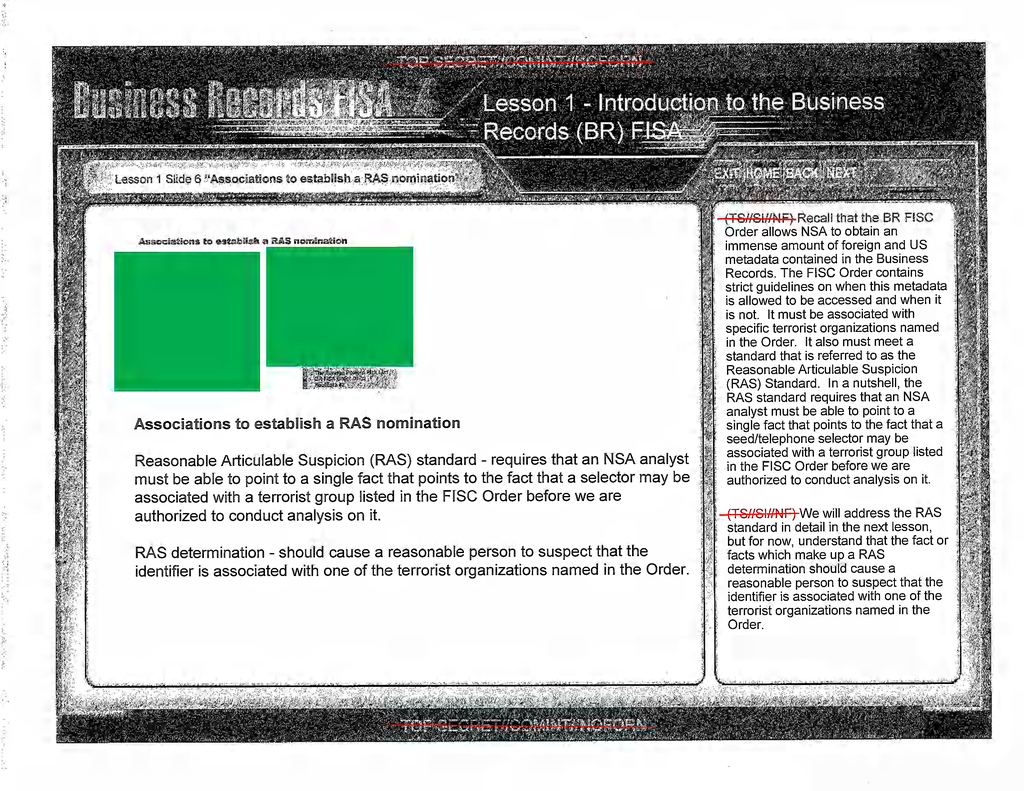 TOP SECRET//COMINT//NOFORN
Business Records FISA
Lesson 1 - Introduction to the Business
Records (BR) FISA
Lesson 1 Slide 6 "Associations to establish a RAS nomination"
EXIT HOME BACK NEXT
Associations to establish a RAS nomination
Associations to establish a RAS nomination
Reasonable Articulable Suspicion (RAS) standard - requires that an NSA analyst
must be able to point to a single fact that points to the fact that a selector may be
associated with a terrorist group listed in the FISC Order before we are
authorized to conduct analysis on it.
RAS determination - should cause a reasonable person to suspect that the
identifier is associated with one of the terrorist organizations named in the Order.
(TS//SI//NF) Recall that the BR FISC
Order allows NSA to obtain an
immense amount of foreign and US
metadata contained in the Business
Records. The FISC Order contains
strict guidelines on when this metadata
is allowed to be accessed and when it
is not. It must be associated with
specific terrorist organizations named
in the Order. It also must meet a
standard that is referred to as the
Reasonable Articulable Suspicion
(RAS) Standard. In a nutshell, the
RAS standard requires that an NSA
analyst must be able to point to a
single fact that points to the fact that a
seed/telephone selector may be
associated with a terrorist group listed
in the FISC Order before we are
authorized to conduct analysis on it.
(TS//SI//NF) We will address the RAS
standard in detail in the next lesson,
but for now, understand that the fact or
facts which make up a RAS
determination should cause a
reasonable person to suspect that the
identifier is associated with one of the
terrorist organizations named in the
Order.
TOP SECRET//COMINT//NOFORN